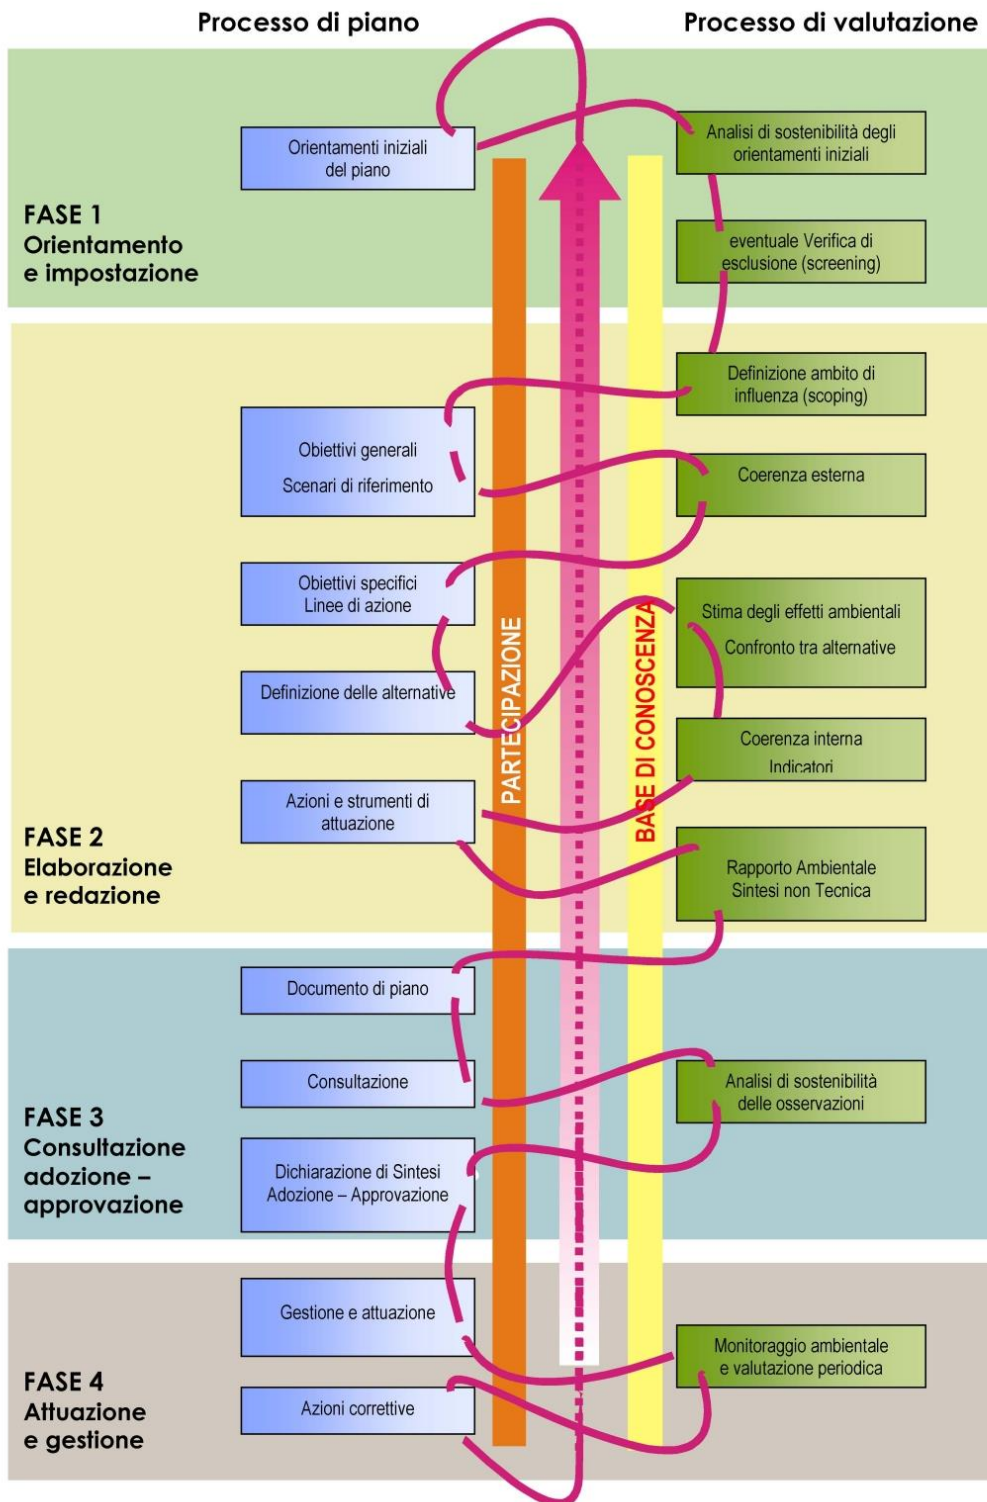 Processo di piano
Processo di valutazione
FASE 1
Orientamento
e impostazione
Orientamenti iniziali
del piano
Analisi di sostenibilità degli
orientamenti iniziali
eventuale Verifica di
esclusione (screening)
FASE 2
Elaborazione
e redazione
Definizione ambito di
influenza (scoping)
Obiettivi generali
Scenari di riferimento
Coerenza esterna
Obiettivi specifici
Linee di azione
Stima degli effetti ambientali
Confronto tra alternative
Definizione delle alternative
Coerenza interna
Indicatori
Azioni e strumenti di
attuazione
Rapporto Ambientale
Sintesi non Tecnica
PARTECIPAZIONE
BASE DI CONOSCENZA
FASE 3
Consultazione
adozione –
approvazione
Documento di piano
Consultazione
Analisi di sostenibilità
delle osservazioni
Dichiarazione di Sintesi
Adozione – Approvazione
FASE 4
Attuazione
e gestione
Gestione e attuazione
Monitoraggio ambientale
e valutazione periodica
Azioni correttive